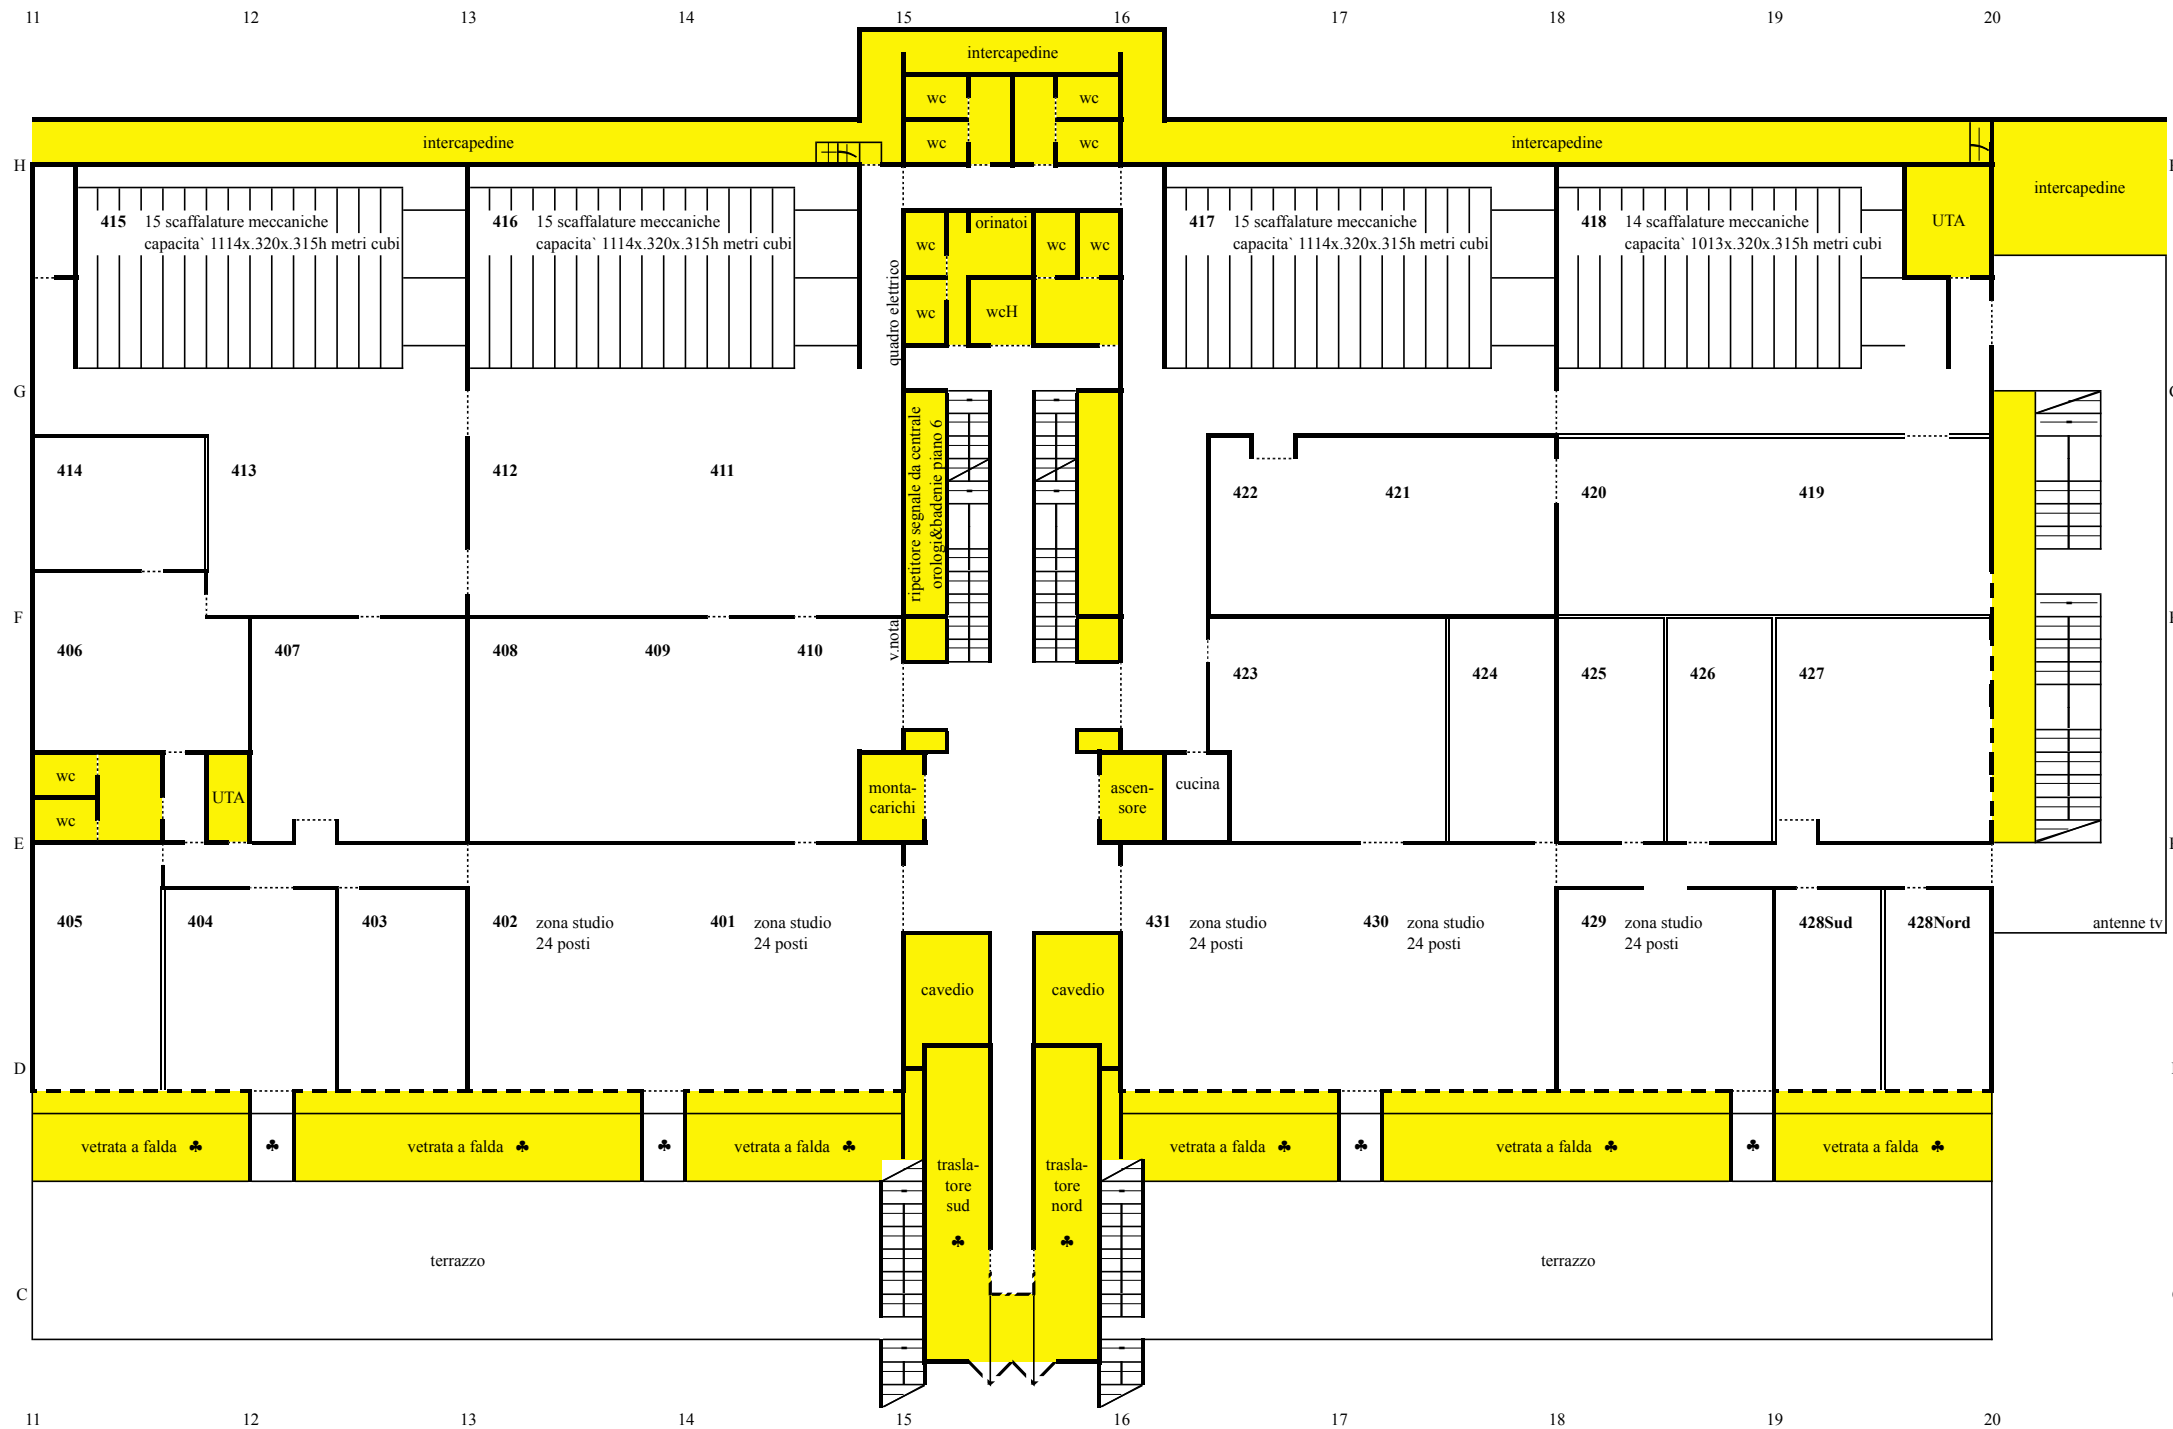 11 12 13 14 15 16 17 18 19 20
intercapedine
wc wc
intercapedine wc wc intercapedine
H
intercapedine
415 15 scaffalature meccaniche
capacita` 1114x.320x.315h metri cubi
416 15 scaffalature meccaniche
capacita` 1114x.320x.315h metri cubi
orinatoi
wc wc wc
wc wcH
quadro elettrico
417 15 scaffalature meccaniche
capacita` 1114x.320x.315h metri cubi
418 14 scaffalature meccaniche
capacita` 1013x.320x.315h metri cubi
UTA
G
414 413 412 411
ripetitore segnale da centrale
orologi&badenie piano 6
422 421 420 419
F
406 407 408 409 410
v.nota
423 424 425 426 427
wc
wc
UTA
monta-
carichi
ascen-
sore
cucina
E
405 404 403
402 zona studio
24 posti
401 zona studio
24 posti
431 zona studio
24 posti
430 zona studio
24 posti
429 zona studio
24 posti
428Sud 428Nord
antenne tv
cavedio cavedio
D
vetrata a falda ♣ ♣ vetrata a falda ♣ ♣ vetrata a falda ♣
vetrata a falda ♣ ♣ vetrata a falda ♣ ♣ vetrata a falda ♣
trasla-
tore
sud
♣
trasla-
tore
nord
♣
terrazzo terrazzo
C
11 12 13 14 15 16 17 18 19 20